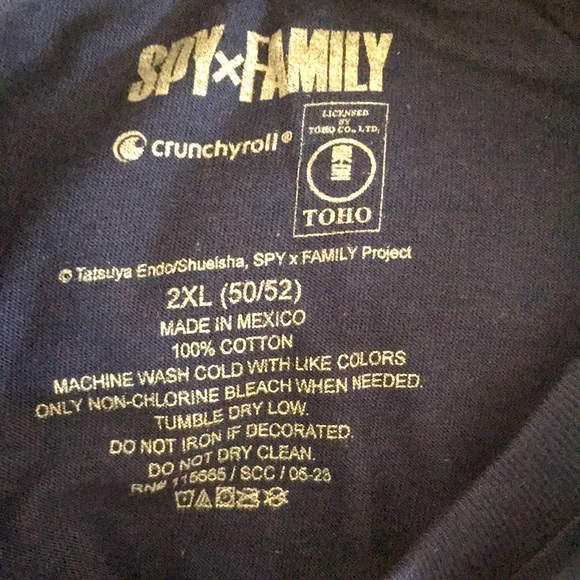 SPY×FAMILY
crunchyroll®
LICENSED
BY
TOHO CO., LTD.
東宝
TOHO
© Tatsuya Endo/Shueisha, SPY x FAMILY Project
2XL (50/52)
MADE IN MEXICO
100% COTTON
MACHINE WASH COLD WITH LIKE COLORS
ONLY NON-CHLORINE BLEACH WHEN NEEDED.
TUMBLE DRY LOW.
DO NOT IRON IF DECORATED.
DO NOT DRY CLEAN.
RN# 115665 / SCC / 05-23